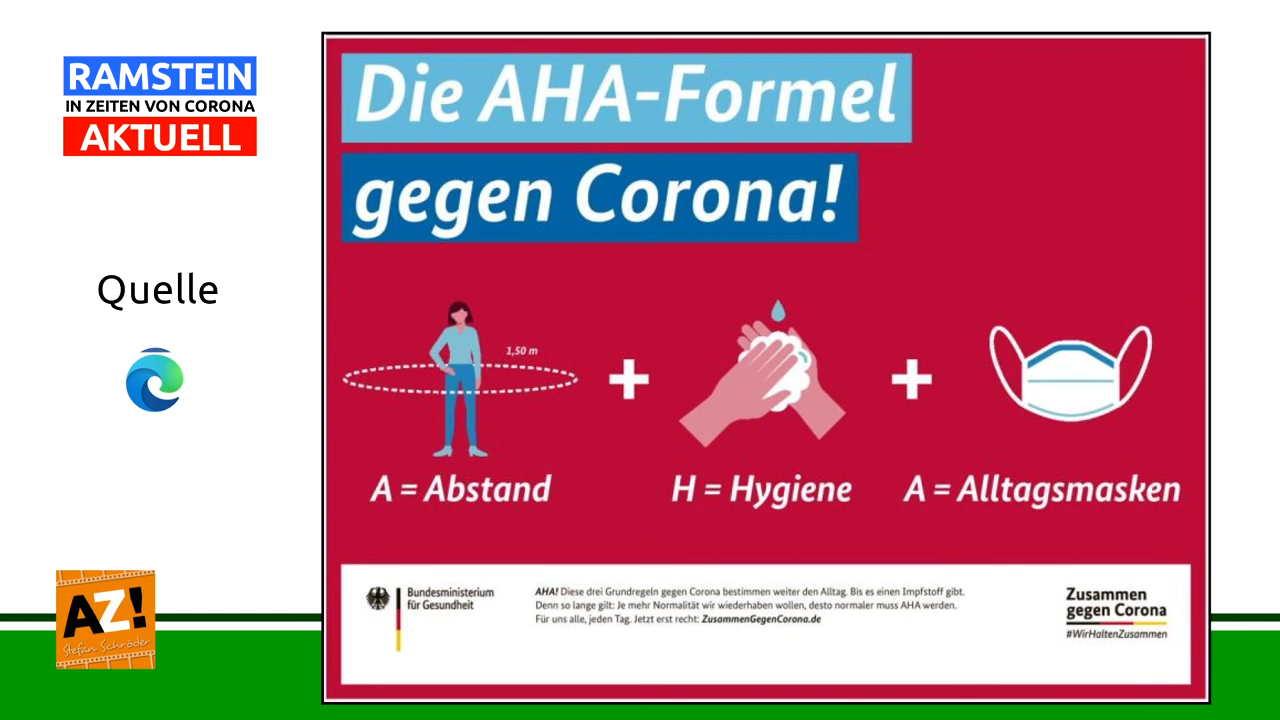 RAMSTEIN
IN ZEITEN VON CORONA
AKTUELL
Quelle
AZ!
Stefan Schröder
Die AHA-Formel
gegen Corona!
1,50 m
+
+
A = Abstand
H = Hygiene
A = Alltagsmasken
Bundesministerium
für Gesundheit
AHA! Diese drei Grundregeln gegen Corona bestimmen weiter den Alltag. Bis es einen Impfstoff gibt.
Denn so lange gilt: Je mehr Normalität wir wiederhaben wollen, desto normaler muss AHA werden.
Für uns alle, jeden Tag. Jetzt erst recht: ZusammenGegenCorona.de
Zusammen
gegen Corona
#WirHaltenZusammen